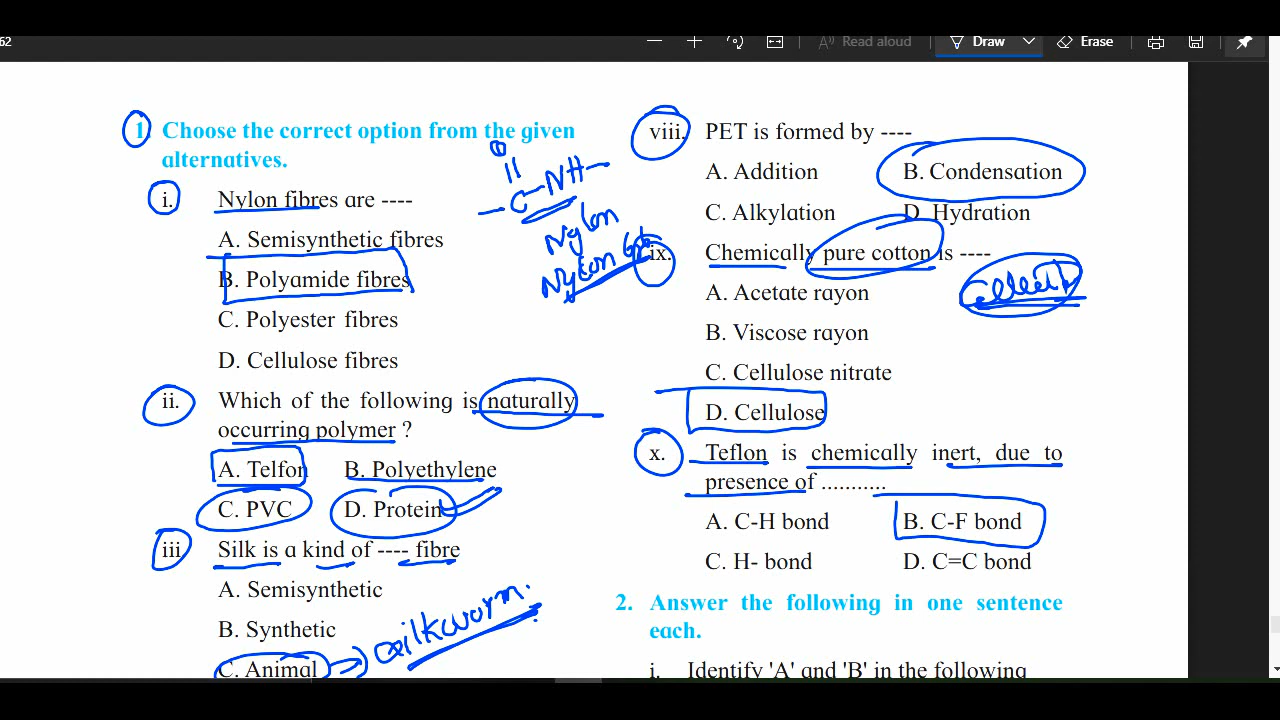 62
Read aloud
Draw
Erase
1. Choose the correct option from the given
alternatives.
i. Nylon fibres are ----
A. Semisynthetic fibres
B. Polyamide fibres
C. Polyester fibres
D. Cellulose fibres
O
||
– C – NH –
Nylon
Nylon
ii. Which of the following is naturally
occurring polymer ?
A. Telfon B. Polyethylene
C. PVC D. Protein
iii. Silk is a kind of ---- fibre
A. Semisynthetic
B. Synthetic
C. Animal → silkworm.
viii. PET is formed by ----
A. Addition B. Condensation
C. Alkylation D. Hydration
ix. Chemically pure cotton is ----
A. Acetate rayon
B. Viscose rayon
C. Cellulose nitrate
D. Cellulose
x. Teflon is chemically inert, due to
presence of ...........
A. C-H bond B. C-F bond
C. H- bond D. C=C bond
2. Answer the following in one sentence
each.
i. Identify 'A' and 'B' in the following